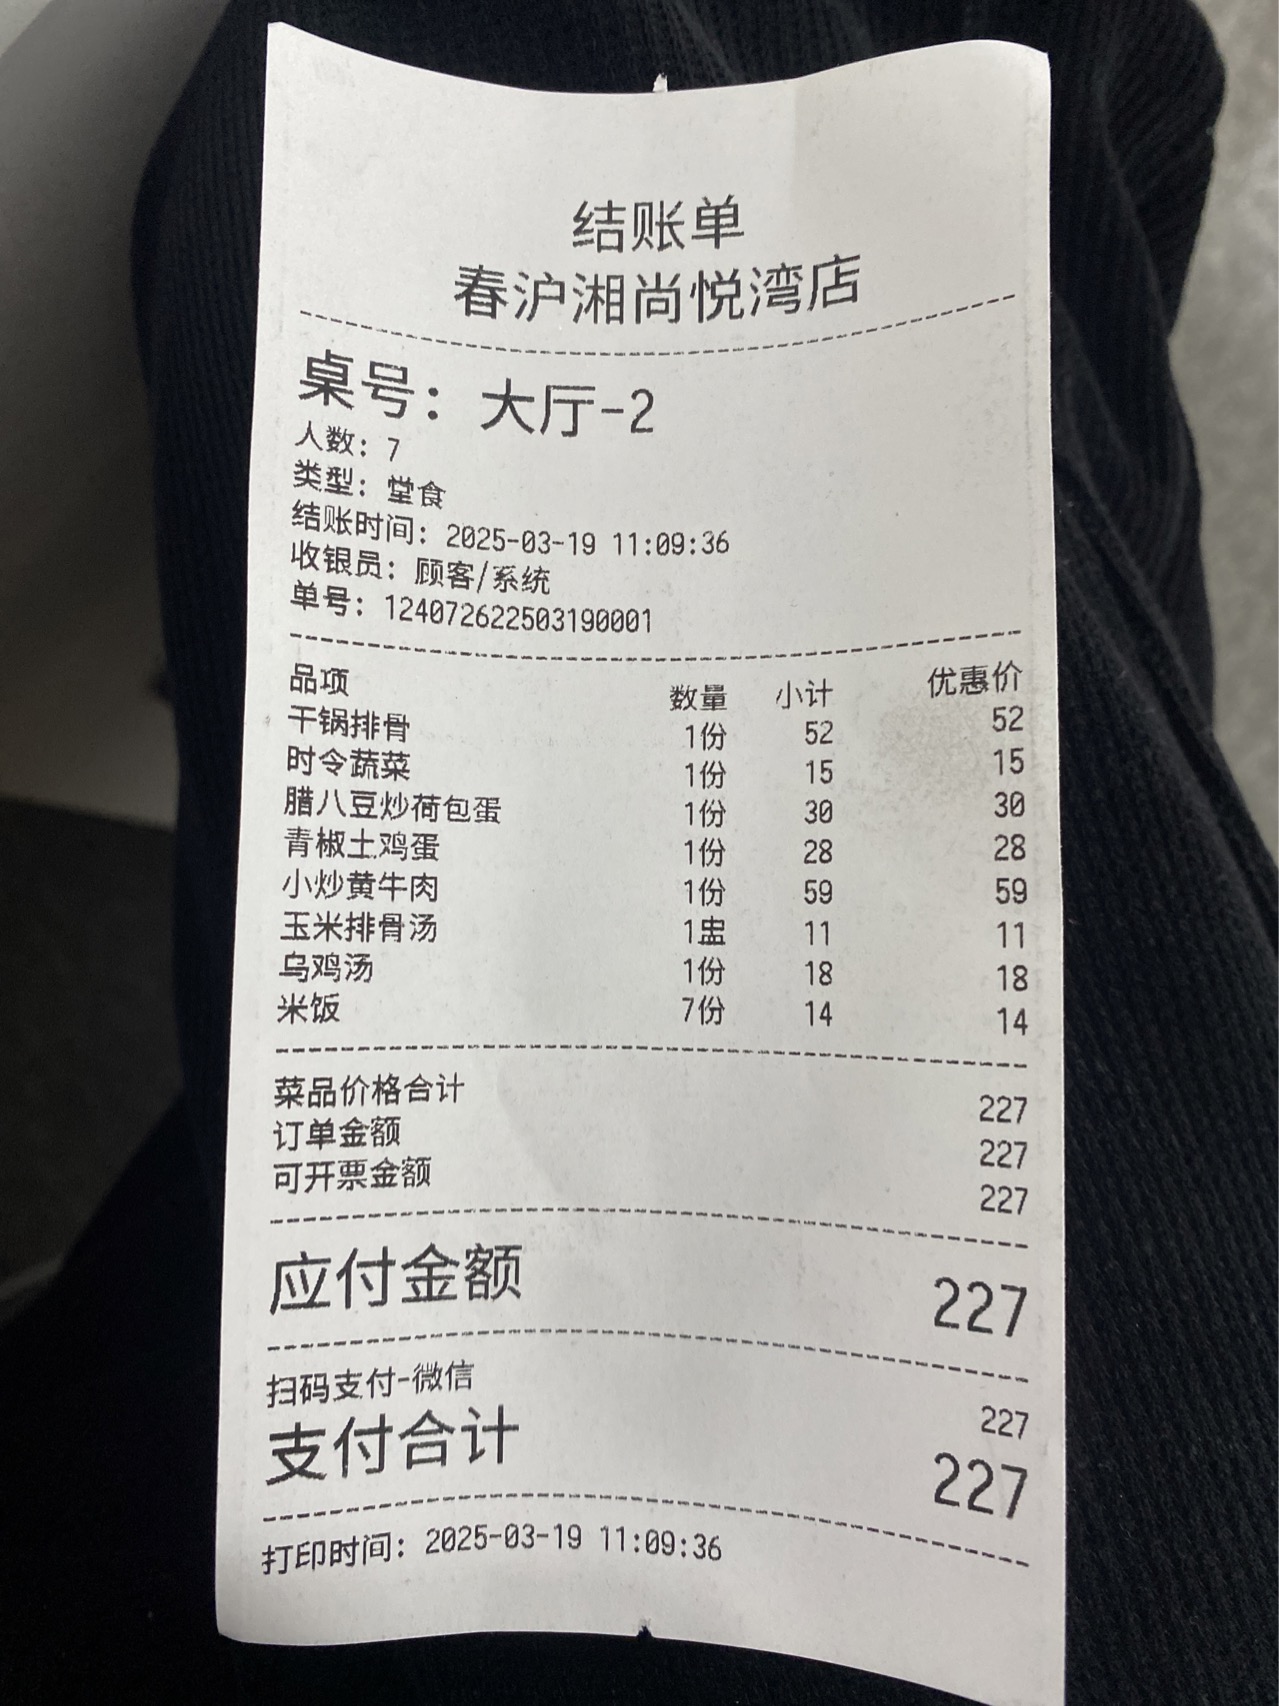 结账单
春沪湘尚悦湾店
桌号：大厅-2
人数：7
类型：堂食
结账时间：2025-03-19 11:09:36
收银员：顾客/系统
单号：124072622503190001
品项 数量 小计 优惠价
干锅排骨 1份 52 52
时令蔬菜 1份 15 15
腊八豆炒荷包蛋 1份 30 30
青椒土鸡蛋 1份 28 28
小炒黄牛肉 1份 59 59
玉米排骨汤 1盅 11 11
乌鸡汤 1份 18 18
米饭 7份 14 14
菜品价格合计 227
订单金额 227
可开票金额 227
应付金额 227
扫码支付-微信 227
支付合计 227
打印时间：2025-03-19 11:09:36